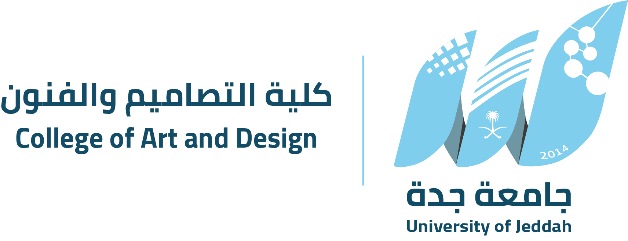 كلية التصاميم والفنون
College of Art and Design
2014
جامعة جدة
University of Jeddah